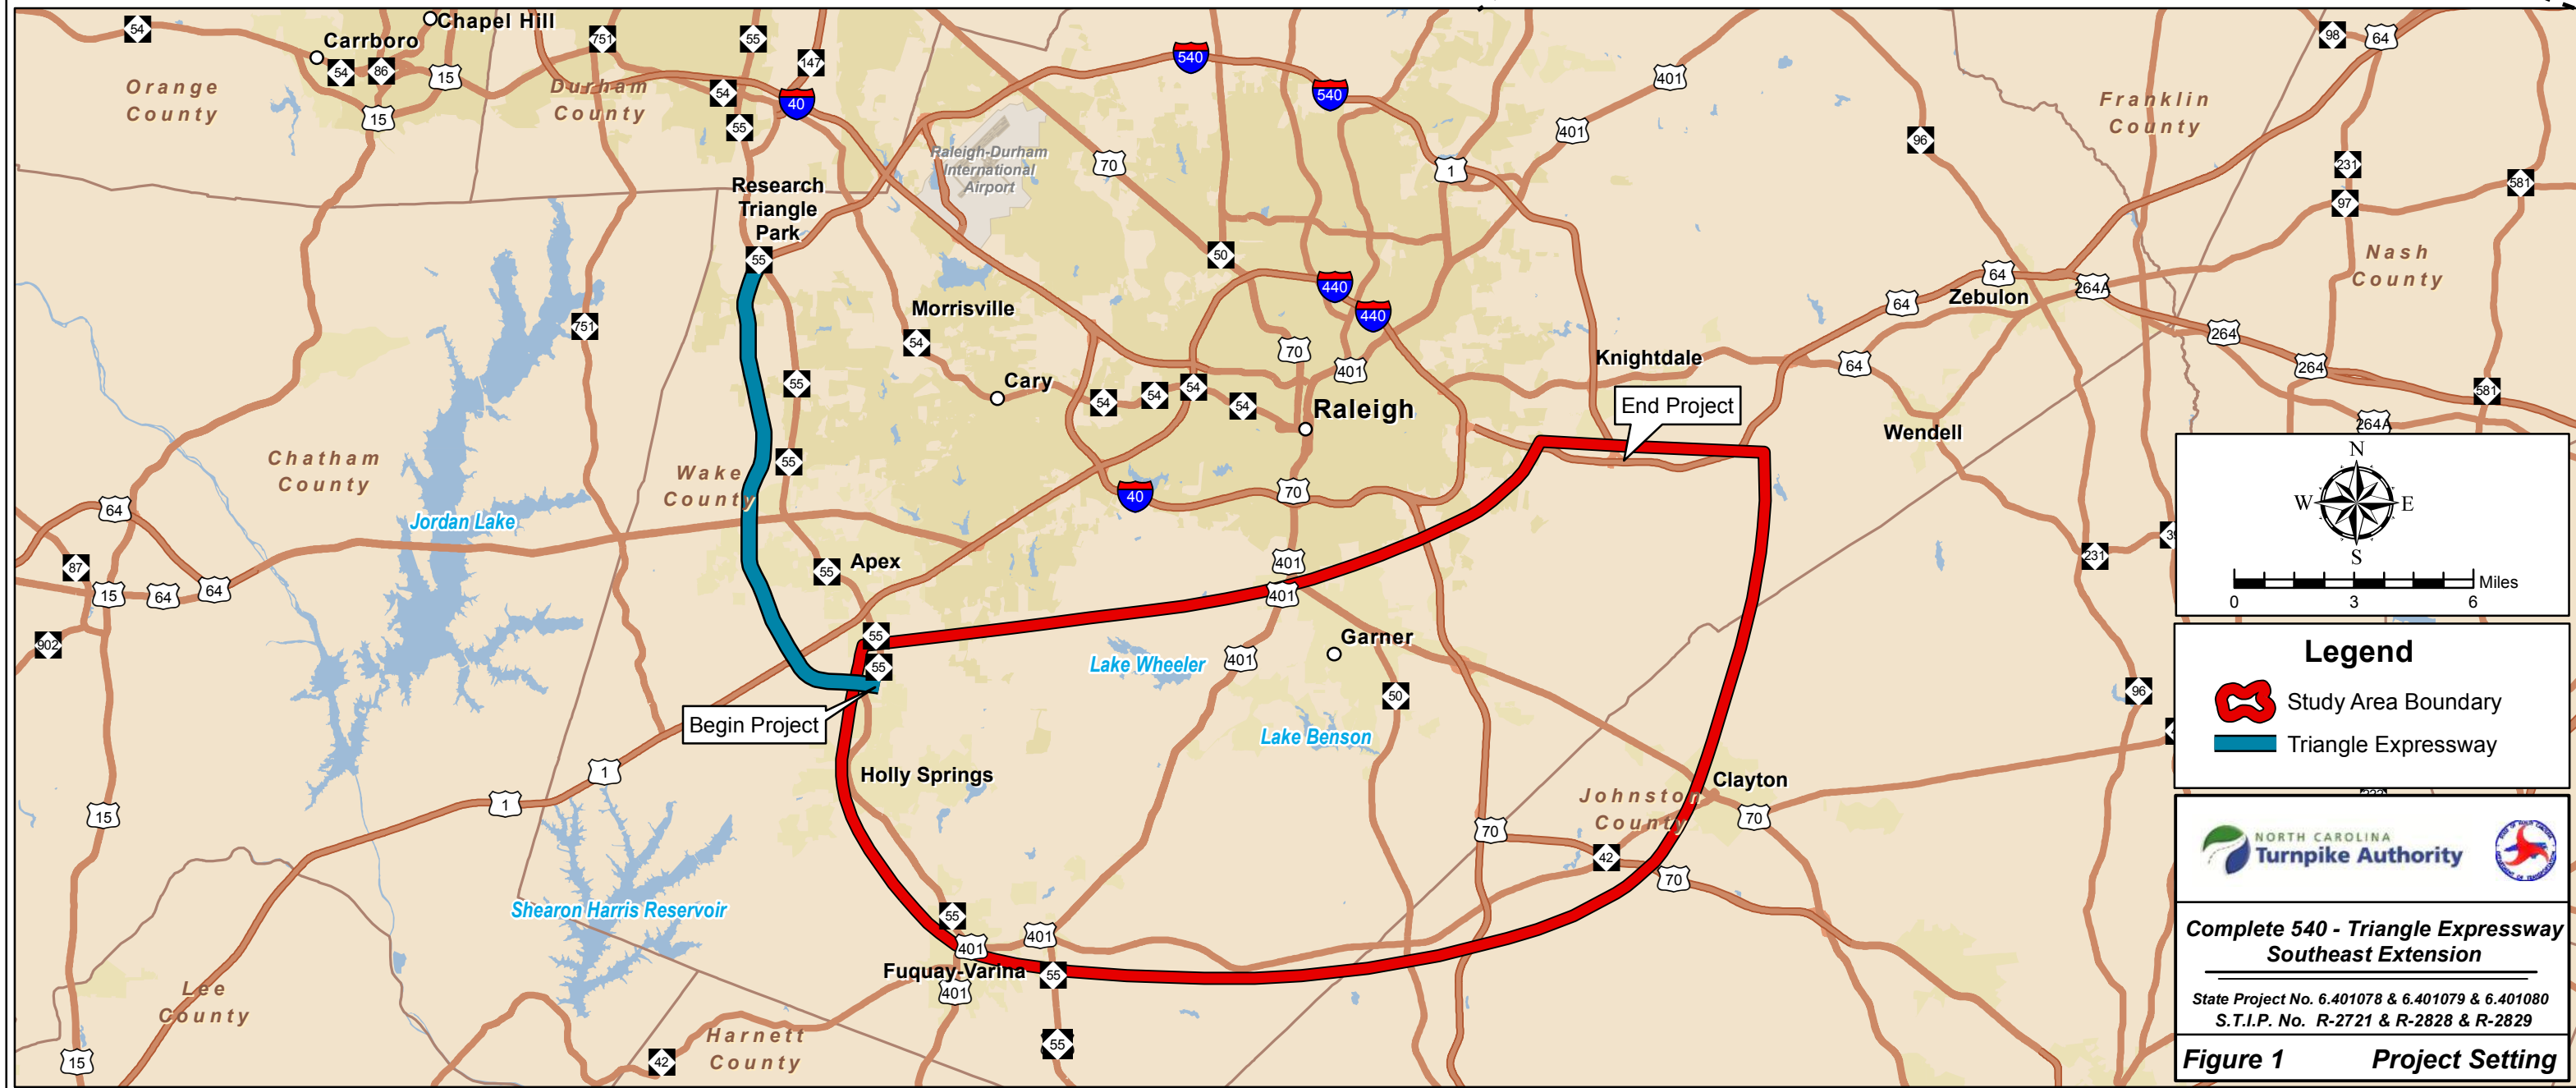 54
Chapel Hill
Carrboro
54
86
15
15
751
55
147
54
40
55
540
540
401
401
1
98
64
96
231
97
581
Orange
County
Durham
County
Franklin
County
Raleigh-Durham
International
Airport
70
Research
Triangle
Park
55
50
Nash
County
Morrisville
440
440
751
54
55
70
401
Cary
54
54
54
54
Raleigh
Knightdale
64
64
Zebulon
264A
264
264
581
264A
64
Wendell
End Project
Chatham
County
Wake
County
55
Jordan Lake
40
70
64
87
15
64
64
902
Apex
55
401
401
55
55
Lake Wheeler
401
Garner
50
Lake Benson
231
96
Begin Project
Holly Springs
1
1
15
Johnston
County
Clayton
70
70
42
70
Shearon Harris Reservoir
55
401
401
Fuquay-Varina
55
401
55
Lee
County
Harnett
County
42
15
N
W
E
S
Miles
0
3
6
Legend
Study Area Boundary
Triangle Expressway
NORTH CAROLINA
Turnpike Authority
Complete 540 - Triangle Expressway
Southeast Extension
State Project No. 6.401078 & 6.401079 & 6.401080
S.T.I.P. No. R-2721 & R-2828 & R-2829
Figure 1
Project Setting